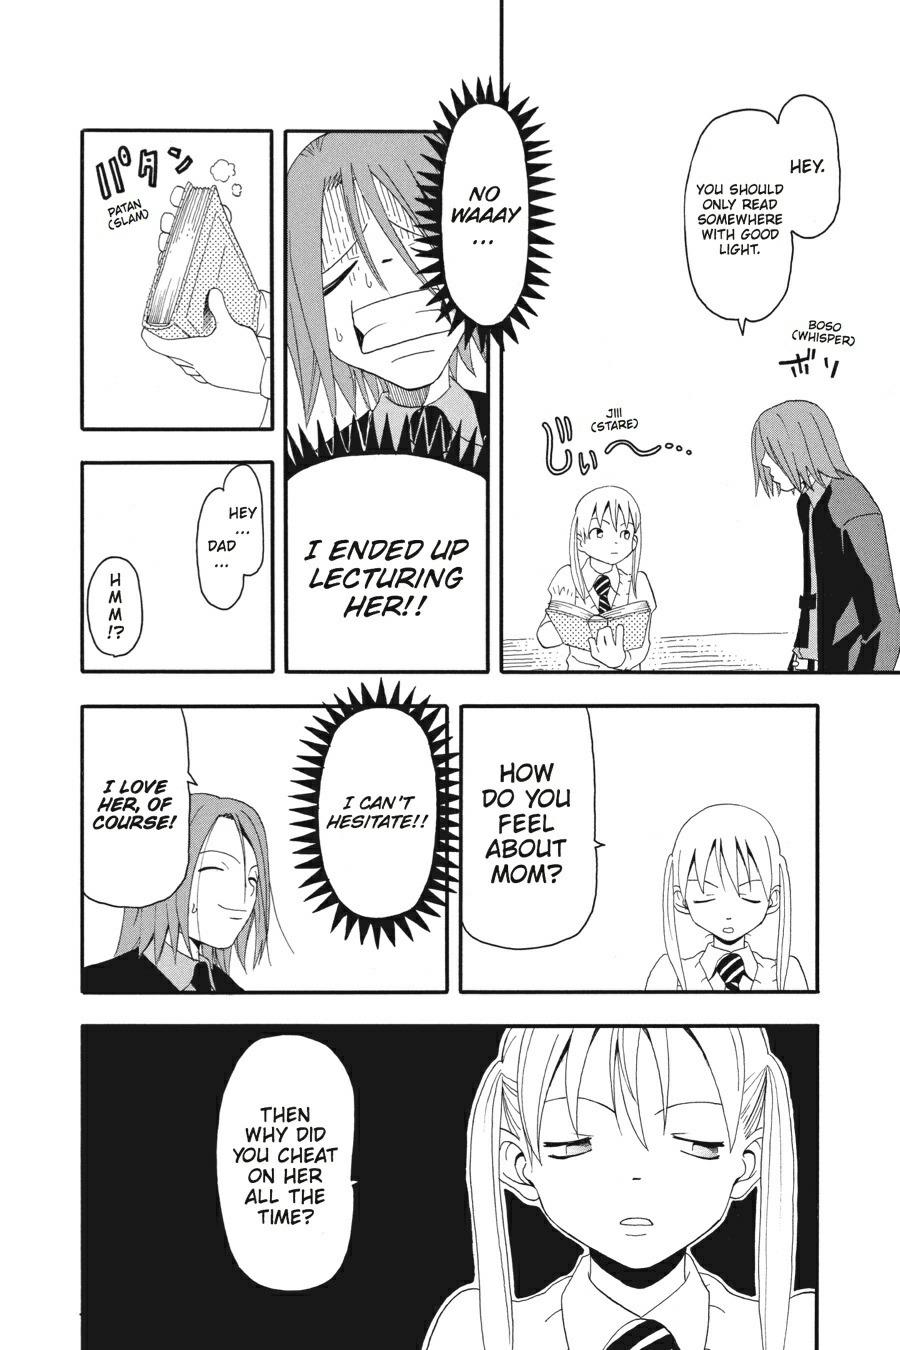 HEY.
YOU SHOULD
ONLY READ
SOMEWHERE
WITH GOOD
LIGHT.
BOSO
(WHISPER)
ボソ
JIII
(STARE)
じぃ〜...
NO
WAAAY
...
I ENDED UP
LECTURING
HER!!
パタン
PATAN
(SLAM)
HEY
...
DAD
...
HMM!?
HOW
DO YOU
FEEL
ABOUT
MOM?
I CAN'T
HESITATE!!
I LOVE
HER, OF
COURSE!
THEN
WHY DID
YOU CHEAT
ON HER
ALL THE
TIME?